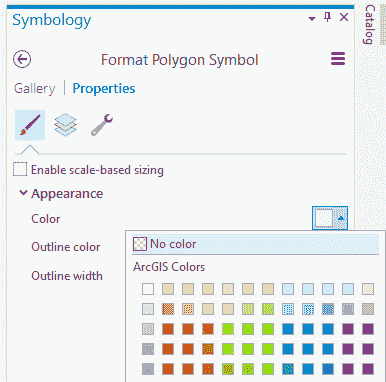 Symbology
Catalog
Format Polygon Symbol
Gallery Properties
Enable scale-based sizing
Appearance
Color
Outline color
No color
ArcGIS Colors
Outline width